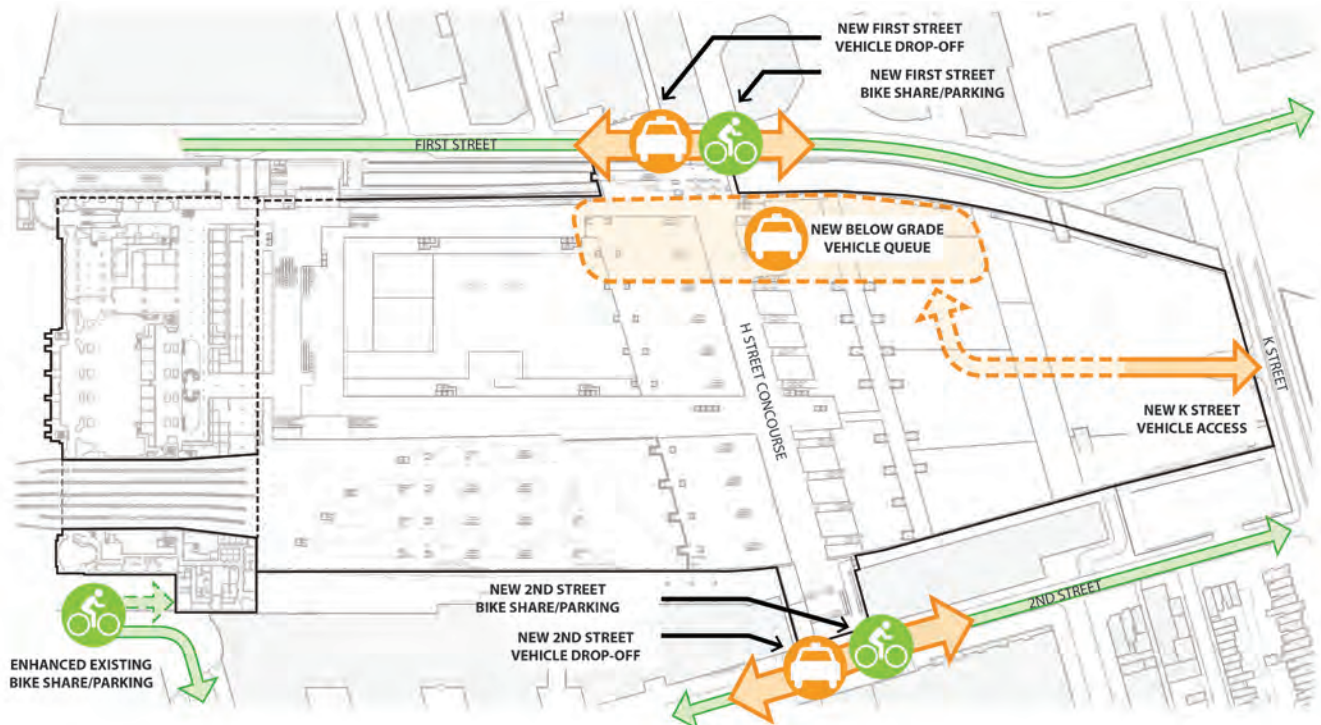 NEW FIRST STREET
VEHICLE DROP-OFF
NEW FIRST STREET
BIKE SHARE/PARKING
FIRST STREET
NEW BELOW GRADE
VEHICLE QUEUE
H STREET CONCOURSE
K STREET
NEW K STREET
VEHICLE ACCESS
NEW 2ND STREET
BIKE SHARE/PARKING
2ND STREET
NEW 2ND STREET
VEHICLE DROP-OFF
ENHANCED EXISTING
BIKE SHARE/PARKING